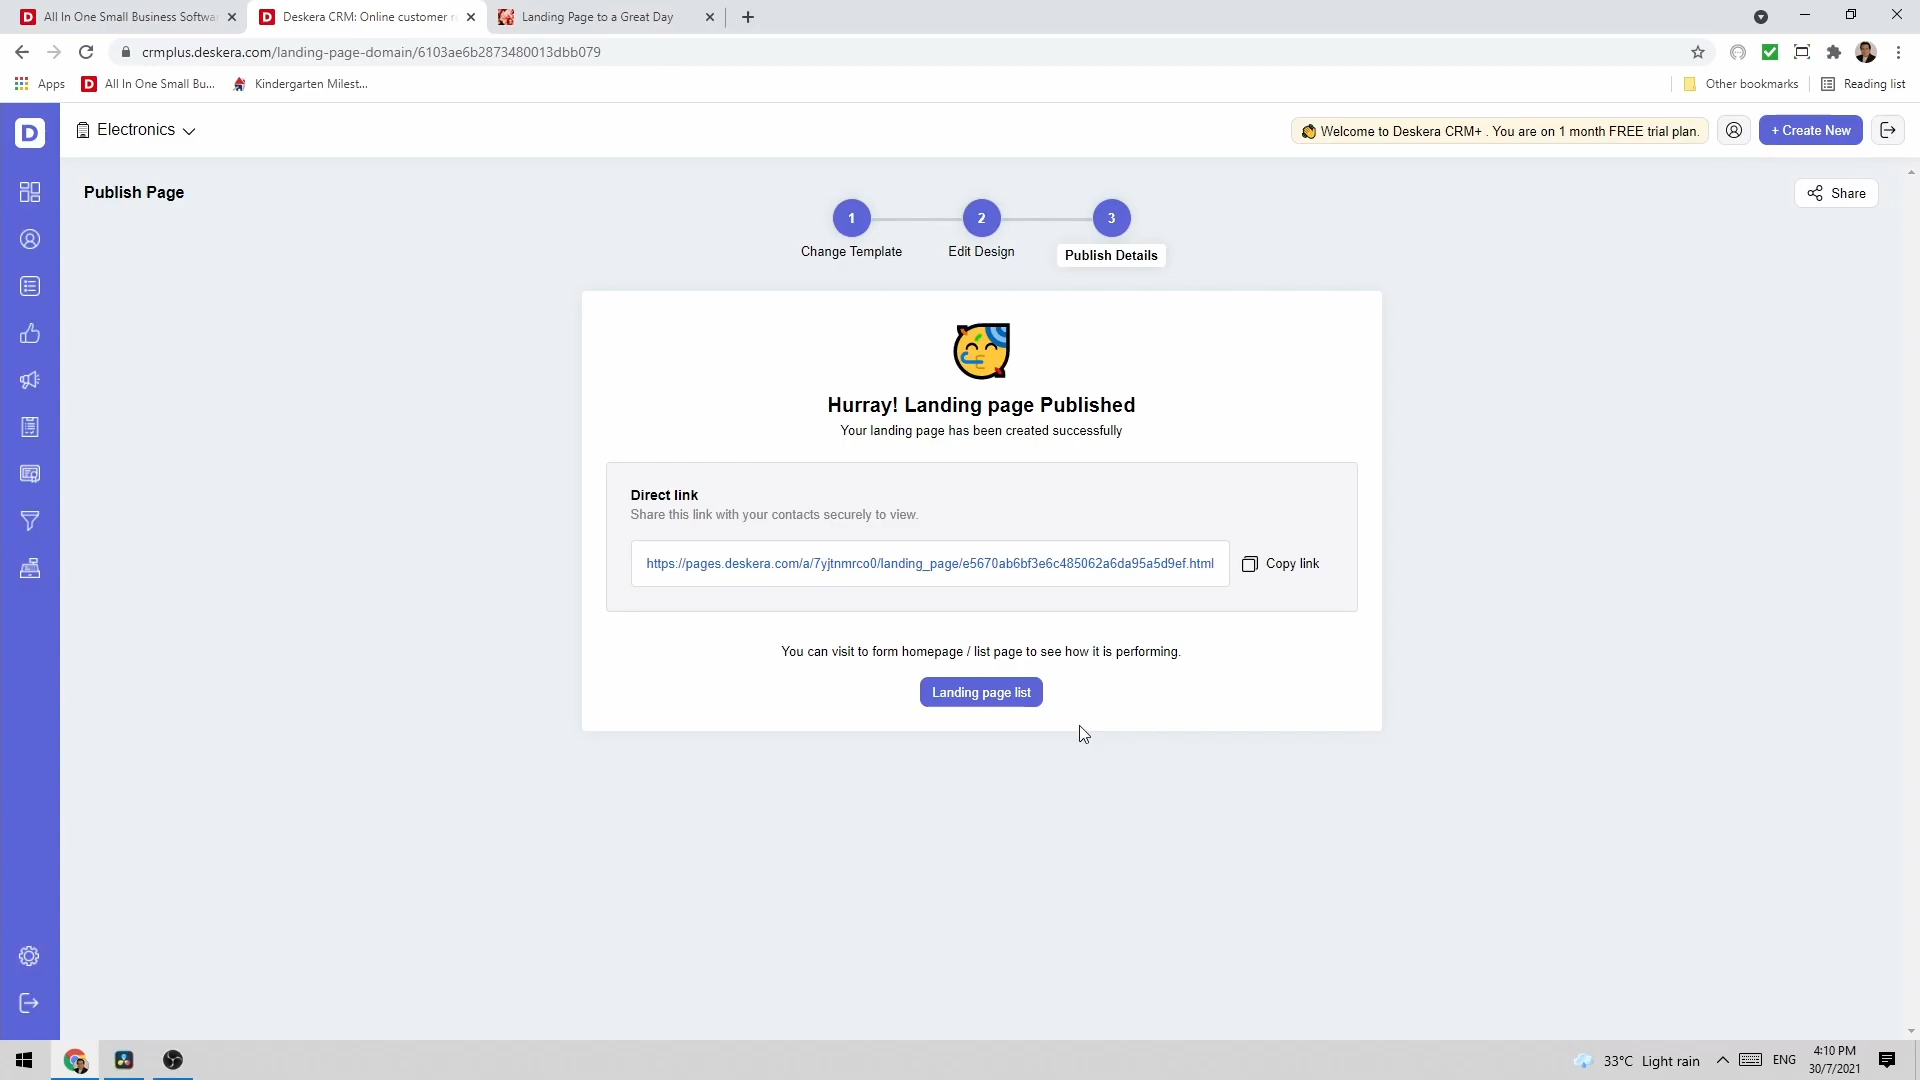 All In One Small Business Softwa
Deskera CRM: Online customer re
Landing Page to a Great Day
crmplus.deskera.com/landing-page-domain/6103ae6b2873480013dbb079
Apps
All In One Small Bu...
Kindergarten Milest...
Other bookmarks
Reading list
D
Electronics
Welcome to Deskera CRM+ . You are on 1 month FREE trial plan.
+ Create New
Publish Page
Share
1
2
3
Change Template
Edit Design
Publish Details
Hurray! Landing page Published
Your landing page has been created successfully
Direct link
Share this link with your contacts securely to view.
https://pages.deskera.com/a/7yjtnmrco0/landing_page/e5670ab6bf3e6c485062a6da95a5d9ef.html
Copy link
You can visit to form homepage / list page to see how it is performing.
Landing page list
33°C Light rain
ENG
4:10 PM
30/7/2021